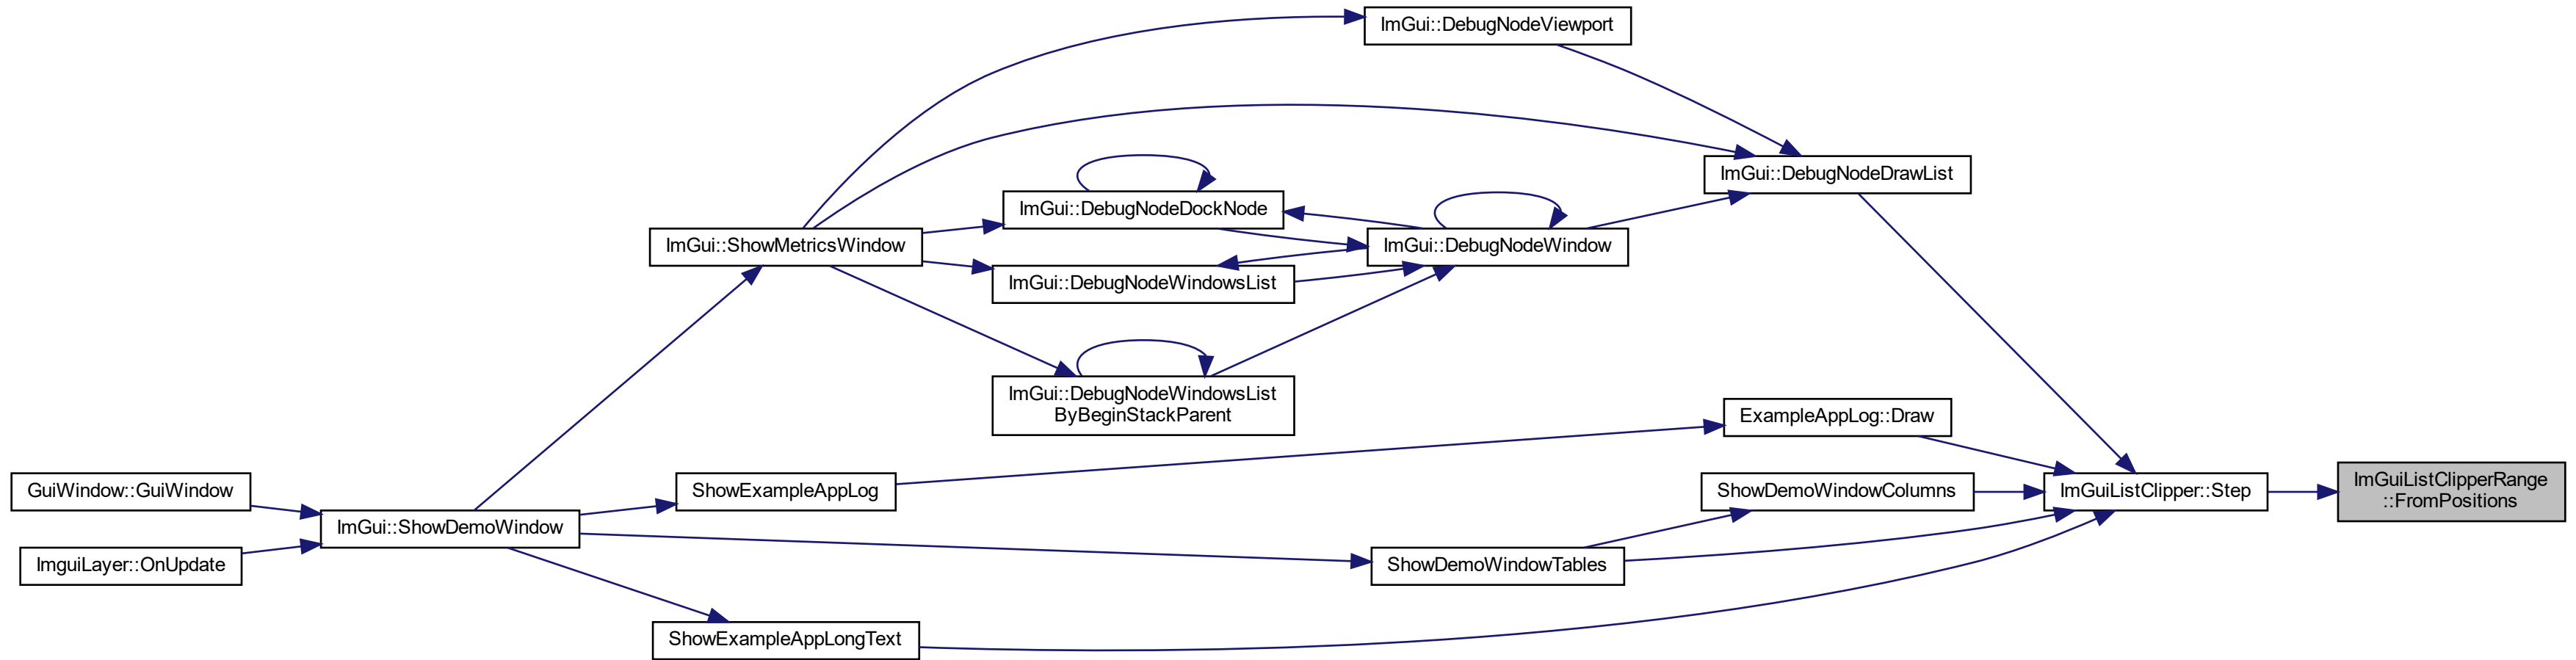 ImGui::DebugNodeViewport
ImGui::DebugNodeDrawList
ImGui::DebugNodeDockNode
ImGui::ShowMetricsWindow
ImGui::DebugNodeWindow
ImGui::DebugNodeWindowsList
ImGui::DebugNodeWindowsList
ByBeginStackParent
ExampleAppLog::Draw
GuiWindow::GuiWindow
ShowExampleAppLog
ShowDemoWindowColumns
ImGuiListClipper::Step
ImGuiListClipperRange
::FromPositions
ImGui::ShowDemoWindow
ImguiLayer::OnUpdate
ShowDemoWindowTables
ShowExampleAppLongText